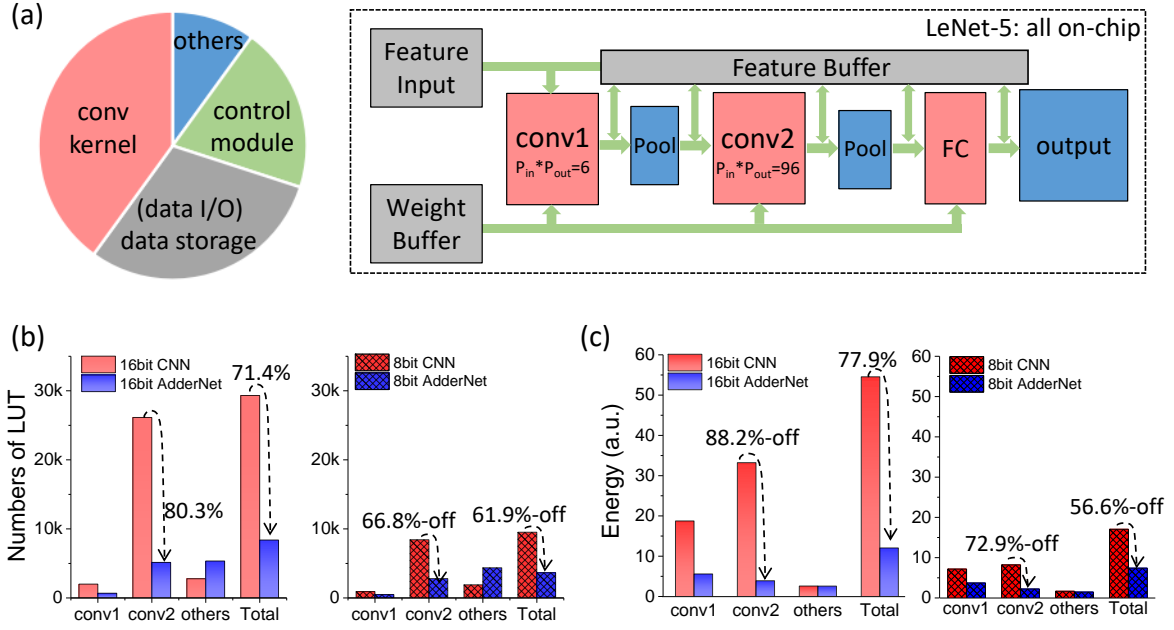 (a)
others
conv
kernel
control
module
(data I/O)
data storage
LeNet-5: all on-chip
Feature
Input
Feature Buffer
conv1
P_in*P_out=6
Pool
conv2
P_in*P_out=96
Pool
FC
output
Weight
Buffer
(b)
Numbers of LUT
30k
20k
10k
0
16bit CNN
16bit AdderNet
71.4%
80.3%
conv1 conv2 others Total
30k
20k
10k
0
8bit CNN
8bit AdderNet
66.8%-off
61.9%-off
conv1 conv2 others Total
(c)
Energy (a.u.)
60
50
40
30
20
10
0
16bit CNN
16bit AdderNet
77.9%
88.2%-off
conv1 conv2 others Total
60
50
40
30
20
10
0
8bit CNN
8bit AdderNet
56.6%-off
72.9%-off
conv1 conv2 others Total